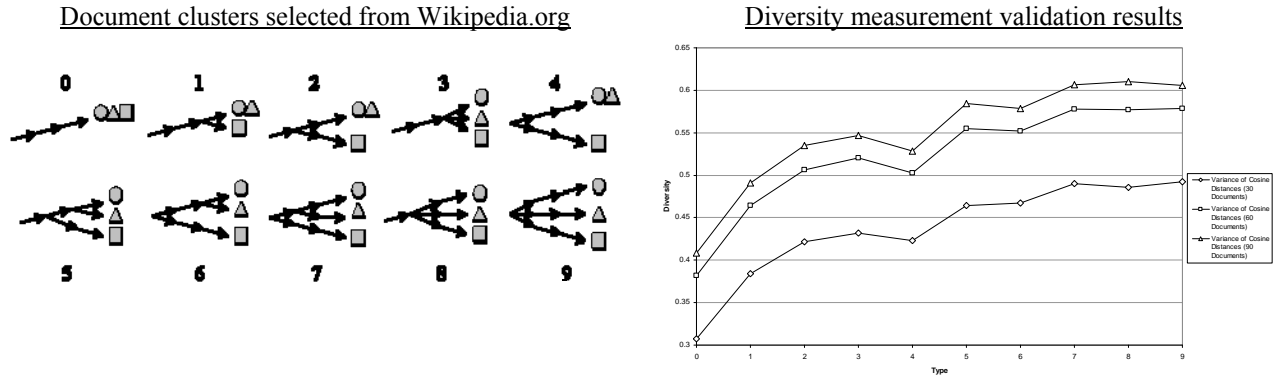 Document clusters selected from Wikipedia.org
0 1 2 3 4
5 6 7 8 9
Diversity measurement validation results
0.65
0.6
0.55
0.5
0.45
0.4
0.35
0.3
Diversity
0 1 2 3 4 5 6 7 8 9
Type
Variance of Cosine
Distances (30
Documents)
Variance of Cosine
Distances (60
Documents)
Variance of Cosine
Distances (90
Documents)